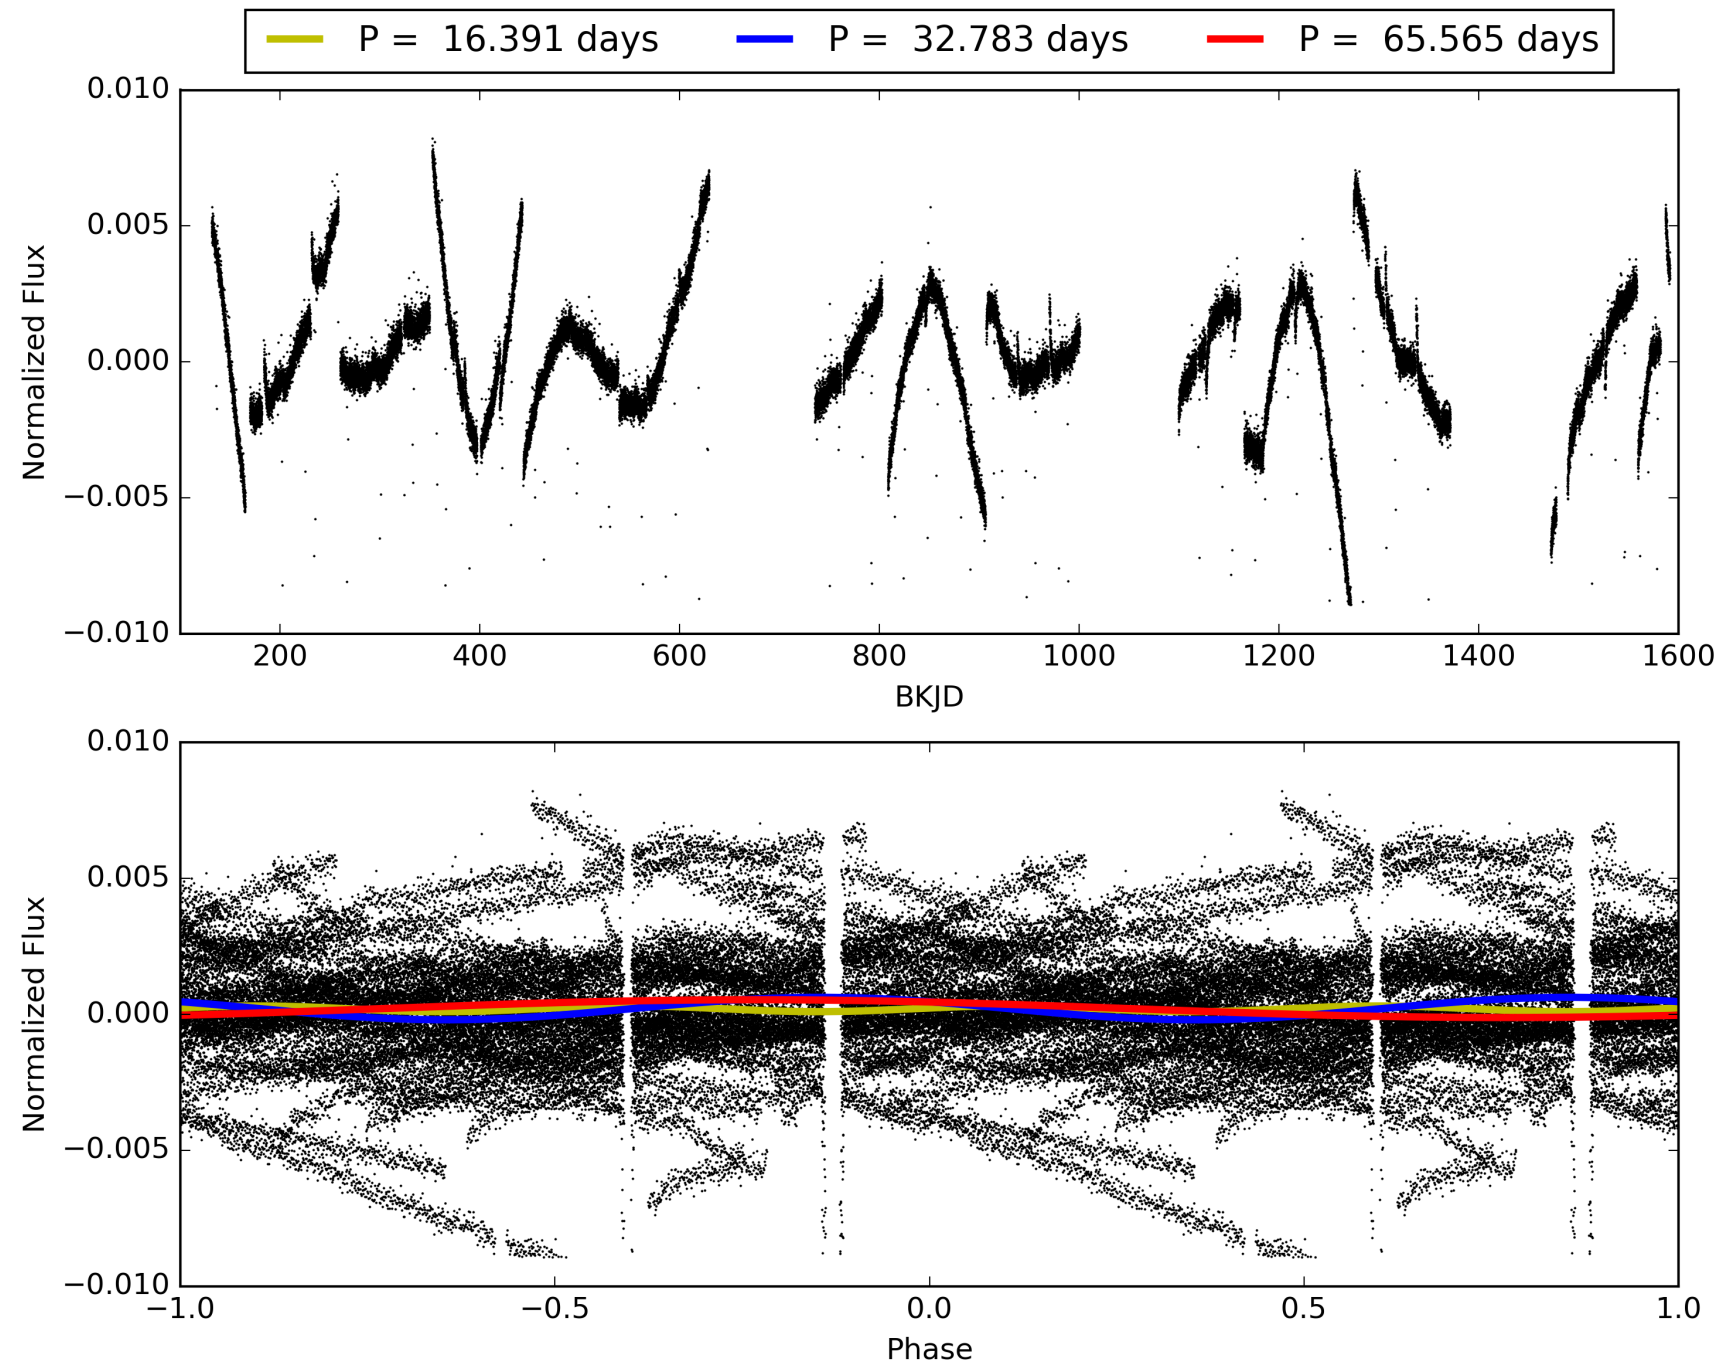 P = 16.391 days P = 32.783 days P = 65.565 days
0.010
0.005
0.000
−0.005
−0.010
Normalized Flux
200 400 600 800 1000 1200 1400 1600
BKJD
0.010
0.005
0.000
−0.005
−0.010
Normalized Flux
−1.0 −0.5 0.0 0.5 1.0
Phase